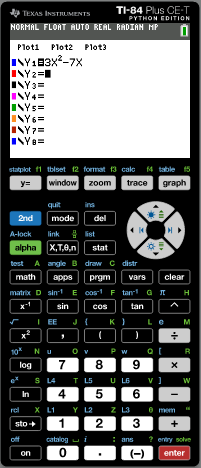 TEXAS INSTRUMENTS TI-84 Plus CE-T
PYTHON EDITION
NORMAL FLOAT AUTO REAL RADIAN MP
Plot1 Plot2 Plot3
\Y₁=3X²-7X
\Y₂=
\Y₃=
\Y₄=
\Y₅=
\Y₆=
\Y₇=
\Y₈=
\Y₉=
statplot f1 tblset f2 format f3 calc f4 table f5
y= window zoom trace graph
quit ins
2nd mode del
A-lock link list
alpha X,T,θ,n stat
test A angle B draw C distr
math apps prgm vars clear
matrix D sin⁻¹ E cos⁻¹ F tan⁻¹ G π H
x⁻¹ sin cos tan ^
√ I EE J { K } L e M
x² , ( ) ÷
10ˣ N u O v P w Q [ R
log 7 8 9 ×
eˣ S L4 T L5 U L6 V ] W
ln 4 5 6 −
rcl X L1 Y L2 Z L3 θ mem "
sto→ 1 2 3 +
off catalog i : ans ? entry solve
on 0 . (−) enter